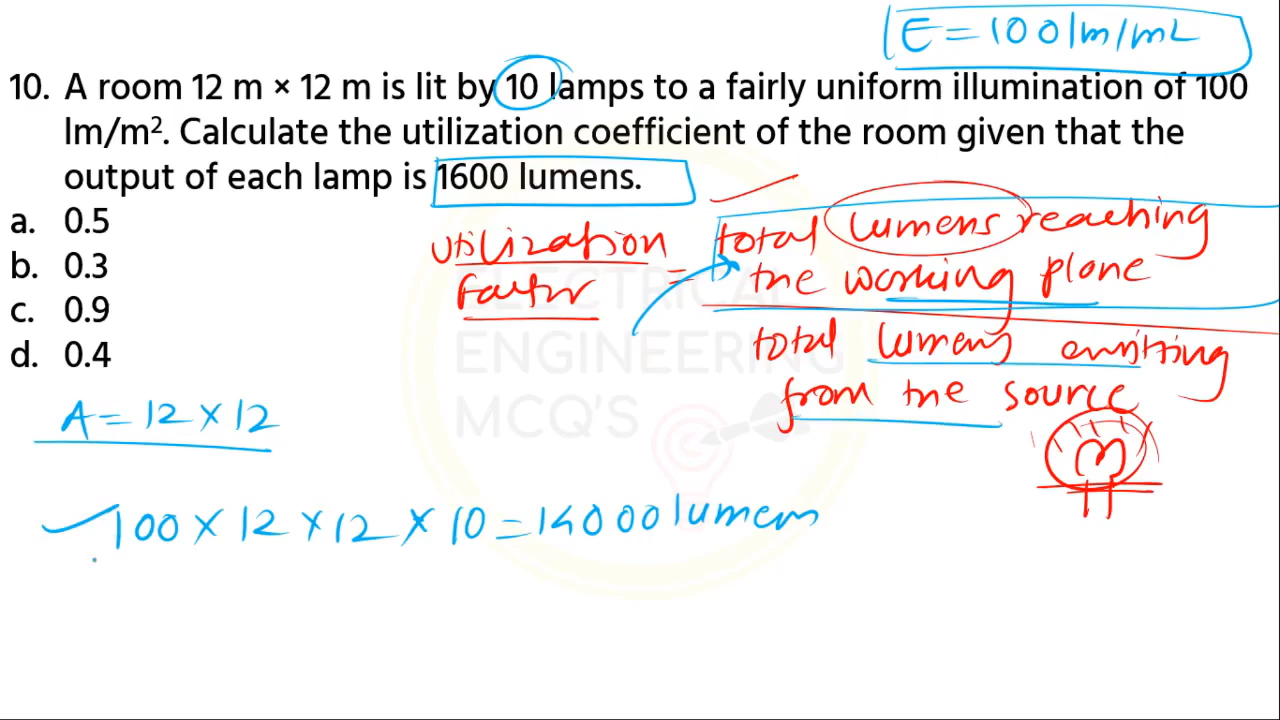 E = 100 lm/m2
10. A room 12 m × 12 m is lit by 10 lamps to a fairly uniform illumination of 100
lm/m². Calculate the utilization coefficient of the room given that the
output of each lamp is 1600 lumens.
a. 0.5
b. 0.3
c. 0.9
d. 0.4
utilization
factor
=
total lumens reaching
the working plane
total lumens emitting
from the source
ELECTRICAL
ENGINEERING
MCQ'S
A = 12 × 12
100 × 12 × 12 × 10 = 14000 lumens